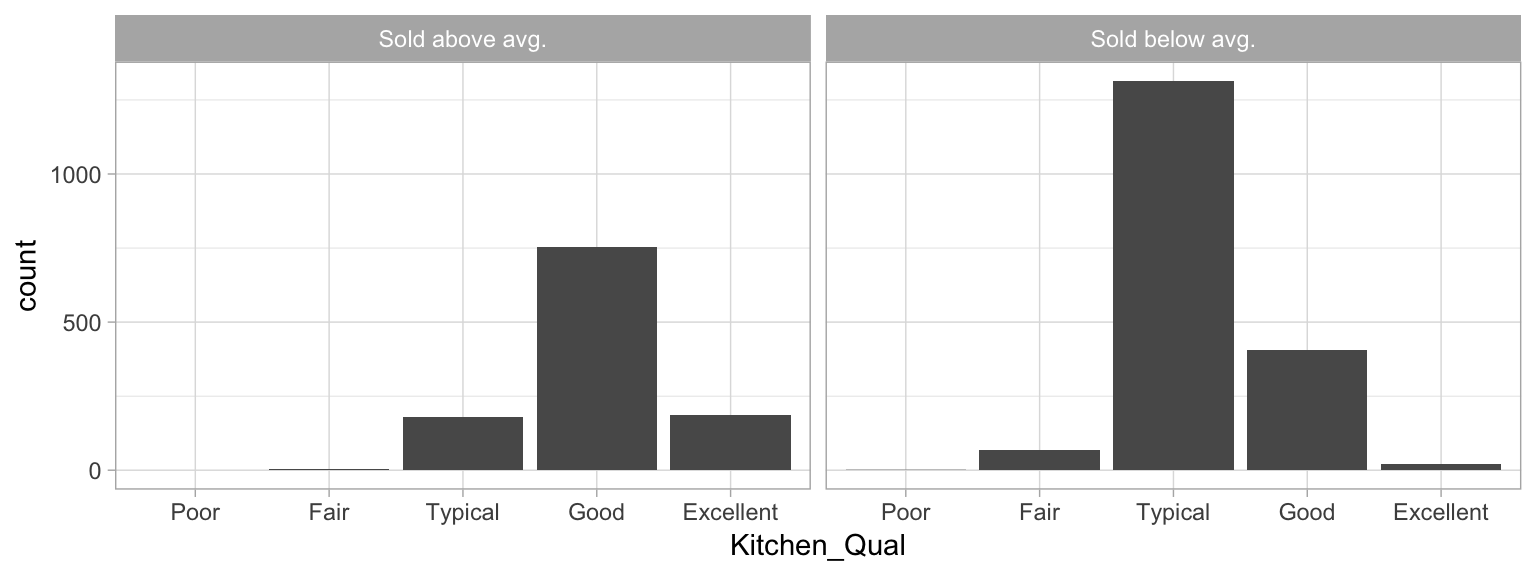 Sold above avg.
Sold below avg.
count
1000
500
0
Poor Fair Typical Good Excellent
Poor Fair Typical Good Excellent
Kitchen_Qual